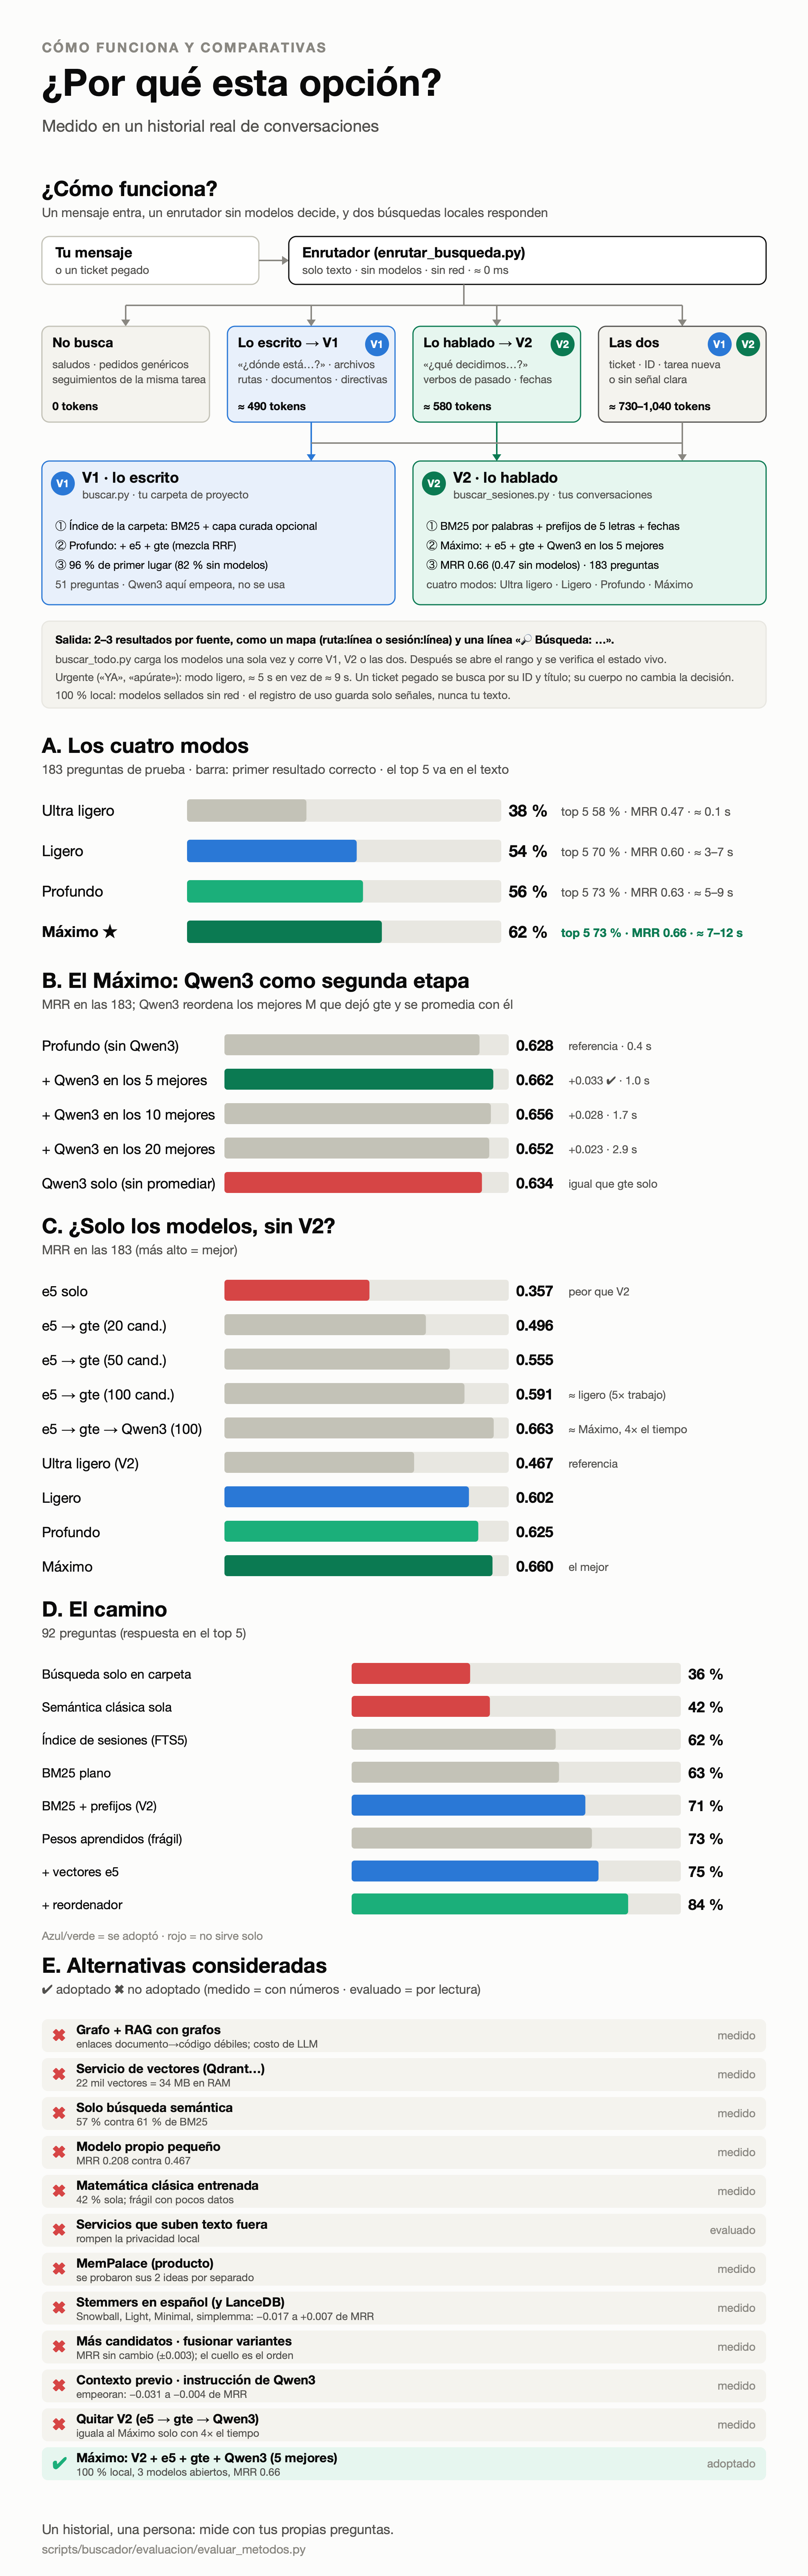 CÓMO FUNCIONA Y COMPARATIVAS
¿Por qué esta opción?
Medido en un historial real de conversaciones
¿Cómo funciona?
Un mensaje entra, un enrutador sin modelos decide, y dos búsquedas locales responden
Tu mensaje
o un ticket pegado
Enrutador (enrutar_busqueda.py)
solo texto · sin modelos · sin red · ≈ 0 ms
No busca
saludos · pedidos genéricos
seguimientos de la misma tarea
0 tokens
Lo escrito → V1
V1
«¿dónde está…?» · archivos
rutas · documentos · directivas
≈ 490 tokens
Lo hablado → V2
V2
«¿qué decidimos…?»
verbos de pasado · fechas
≈ 580 tokens
Las dos
V1 V2
ticket · ID · tarea nueva
o sin señal clara
≈ 730–1,040 tokens
V1
V1 · lo escrito
buscar.py · tu carpeta de proyecto
① Índice de la carpeta: BM25 + capa curada opcional
② Profundo: + e5 + gte (mezcla RRF)
③ 96 % de primer lugar (82 % sin modelos)
51 preguntas · Qwen3 aquí empeora, no se usa
V2
V2 · lo hablado
buscar_sesiones.py · tus conversaciones
① BM25 por palabras + prefijos de 5 letras + fechas
② Máximo: + e5 + gte + Qwen3 en los 5 mejores
③ MRR 0.66 (0.47 sin modelos) · 183 preguntas
cuatro modos: Ultra ligero · Ligero · Profundo · Máximo
Salida: 2–3 resultados por fuente, como un mapa (ruta:línea o sesión:línea) y una línea «🔎 Búsqueda: …».
buscar_todo.py carga los modelos una sola vez y corre V1, V2 o las dos. Después se abre el rango y se verifica el estado vivo.
Urgente («YA», «apúrate»): modo ligero, ≈ 5 s en vez de ≈ 9 s. Un ticket pegado se busca por su ID y título; su cuerpo no cambia la decisión.
100 % local: modelos sellados sin red · el registro de uso guarda solo señales, nunca tu texto.
A. Los cuatro modos
183 preguntas de prueba · barra: primer resultado correcto · el top 5 va en el texto
Ultra ligero 38 % top 5 58 % · MRR 0.47 · ≈ 0.1 s
Ligero 54 % top 5 70 % · MRR 0.60 · ≈ 3–7 s
Profundo 56 % top 5 73 % · MRR 0.63 · ≈ 5–9 s
Máximo ★ 62 % top 5 73 % · MRR 0.66 · ≈ 7–12 s
B. El Máximo: Qwen3 como segunda etapa
MRR en las 183; Qwen3 reordena los mejores M que dejó gte y se promedia con él
Profundo (sin Qwen3) 0.628 referencia · 0.4 s
+ Qwen3 en los 5 mejores 0.662 +0.033 ✔ · 1.0 s
+ Qwen3 en los 10 mejores 0.656 +0.028 · 1.7 s
+ Qwen3 en los 20 mejores 0.652 +0.023 · 2.9 s
Qwen3 solo (sin promediar) 0.634 igual que gte solo
C. ¿Solo los modelos, sin V2?
MRR en las 183 (más alto = mejor)
e5 solo 0.357 peor que V2
e5 → gte (20 cand.) 0.496
e5 → gte (50 cand.) 0.555
e5 → gte (100 cand.) 0.591 ≈ ligero (5× trabajo)
e5 → gte → Qwen3 (100) 0.663 ≈ Máximo, 4× el tiempo
Ultra ligero (V2) 0.467 referencia
Ligero 0.602
Profundo 0.625
Máximo 0.660 el mejor
D. El camino
92 preguntas (respuesta en el top 5)
Búsqueda solo en carpeta 36 %
Semántica clásica sola 42 %
Índice de sesiones (FTS5) 62 %
BM25 plano 63 %
BM25 + prefijos (V2) 71 %
Pesos aprendidos (frágil) 73 %
+ vectores e5 75 %
+ reordenador 84 %
Azul/verde = se adoptó · rojo = no sirve solo
E. Alternativas consideradas
✔ adoptado ✖ no adoptado (medido = con números · evaluado = por lectura)
✖ Grafo + RAG con grafos medido
enlaces documento→código débiles; costo de LLM
✖ Servicio de vectores (Qdrant…) medido
22 mil vectores = 34 MB en RAM
✖ Solo búsqueda semántica medido
57 % contra 61 % de BM25
✖ Modelo propio pequeño medido
MRR 0.208 contra 0.467
✖ Matemática clásica entrenada medido
42 % sola; frágil con pocos datos
✖ Servicios que suben texto fuera evaluado
rompen la privacidad local
✖ MemPalace (producto) medido
se probaron sus 2 ideas por separado
✖ Stemmers en español (y LanceDB) medido
Snowball, Light, Minimal, simplemma: −0.017 a +0.007 de MRR
✖ Más candidatos · fusionar variantes medido
MRR sin cambio (±0.003); el cuello es el orden
✖ Contexto previo · instrucción de Qwen3 medido
empeoran: −0.031 a −0.004 de MRR
✖ Quitar V2 (e5 → gte → Qwen3) medido
iguala al Máximo solo con 4× el tiempo
✔ Máximo: V2 + e5 + gte + Qwen3 (5 mejores) adoptado
100 % local, 3 modelos abiertos, MRR 0.66
Un historial, una persona: mide con tus propias preguntas.
scripts/buscador/evaluacion/evaluar_metodos.py